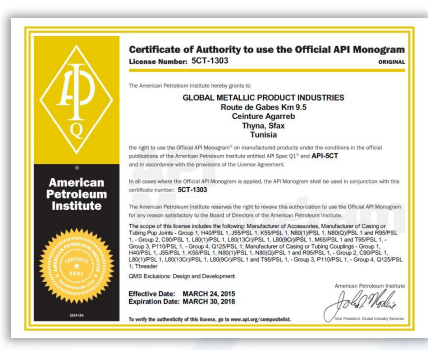 Certificate of Authority to use the Official API Monogram
License Number: 5CT-1303
ORIGINAL
The American Petroleum Institute hereby grants to
GLOBAL METALLIC PRODUCT INDUSTRIES
Route de Gabes Km 9.5
Ceinture Agarreb
Thyna, Sfax
Tunisia
the right to use the Official API Monogram® on manufactured products under the conditions in the official
publications of the American Petroleum Institute entitled API Spec Q1® and API-5CT
and in accordance with the provisions of the License Agreement.
In all cases where the Official API Monogram is applied, the API Monogram shall be used in conjunction with this
certificate number: 5CT-1303
The American Petroleum Institute reserves the right to revoke this authorization to use the Official API Monogram
for any reason satisfactory to the Board of Directors of the American Petroleum Institute.
The scope of this license includes the following: Manufacturer of Accessories, Manufacturer of Casing or
Tubing Pup Joints - Group 1, H40/PSL 1, J55/PSL 1, K55/PSL 1, N80(1)/PSL 1, N80(Q)/PSL 1 and R95/PSL
1, - Group 2, C90/PSL 1, L80(1)/PSL 1, L80(13Cr)/PSL 1, L80(9Cr)/PSL 1, M65/PSL 1 and T95/PSL 1, -
Group 3, P110/PSL 1, - Group 4, Q125/PSL 1; Manufacturer of Casing or Tubing Couplings - Group 1,
H40/PSL 1, J55/PSL 1, K55/PSL 1, N80(1)/PSL 1, N80(Q)/PSL 1 and R95/PSL 1, - Group 2, C90/PSL 1,
L80(1)/PSL 1, L80(13Cr)/PSL 1, L80(9Cr)/PSL 1 and T95/PSL 1, - Group 3, P110/PSL 1, - Group 4, Q125/PSL
1; Threader
QMS Exclusions: Design and Development
American Petroleum Institute
Effective Date: MARCH 24, 2015
Expiration Date: MARCH 30, 2018
To verify the authenticity of this license, go to www.api.org/compositelist.
Vice President, Global Industry Services
API
Q
American
Petroleum
Institute